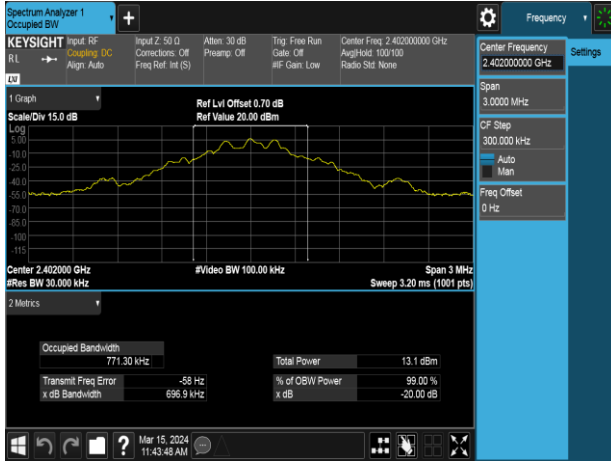 Spectrum Analyzer 1
Occupied BW
Frequency
KEYSIGHT
RL
Input: RF
Coupling: DC
Align: Auto
Input Z: 50 Ω
Corrections: Off
Freq Ref: Int (S)
Atten: 30 dB
Preamp: Off
Trig: Free Run
Gate: Off
#IF Gain: Low
Center Freq: 2.402000000 GHz
Avg|Hold: 100/100
Radio Std: None
Center Frequency
2.402000000 GHz
Settings
Span
3.0000 MHz
CF Step
300.000 kHz
Auto
Man
Freq Offset
0 Hz
1 Graph
Scale/Div 15.0 dB
Ref Lvl Offset 0.70 dB
Ref Value 20.00 dBm
Log
5.00
-10.0
-25.0
-40.0
-55.0
-70.0
-85.0
-100
-115
Center 2.402000 GHz
#Video BW 100.00 kHz
Span 3 MHz
#Res BW 30.000 kHz
Sweep 3.20 ms (1001 pts)
2 Metrics
Occupied Bandwidth
771.30 kHz
Total Power 13.1 dBm
Transmit Freq Error -58 Hz
% of OBW Power 99.00 %
x dB Bandwidth 696.9 kHz
x dB -20.00 dB
?
Mar 15, 2024
11:43:48 AM